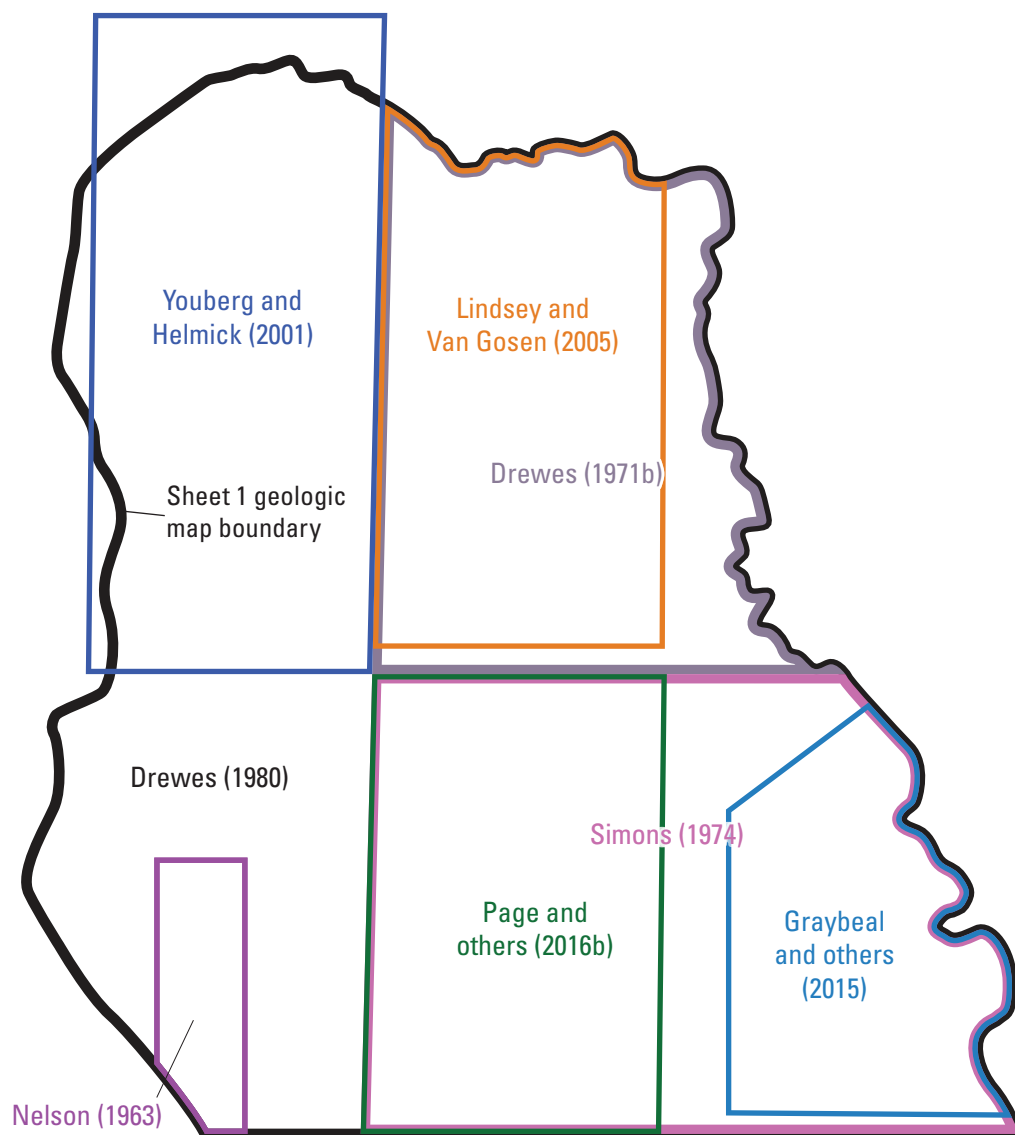 Youberg and
Helmick (2001)
Lindsey and
Van Gosen (2005)
Drewes (1971b)
Sheet 1 geologic
map boundary
Drewes (1980)
Simons (1974)
Page and
others (2016b)
Graybeal
and others
(2015)
Nelson (1963)